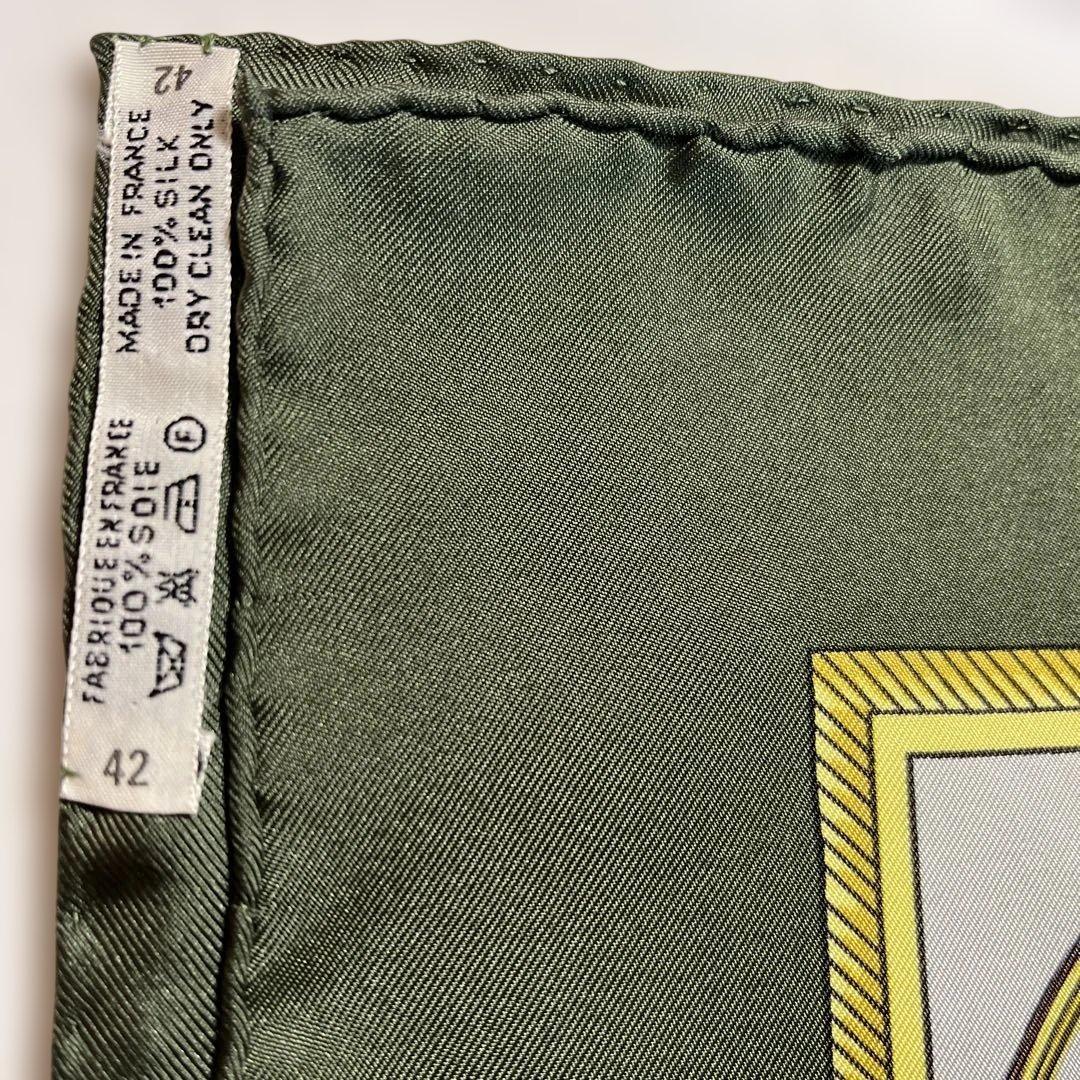 42
MADE IN FRANCE
100% SILK
DRY CLEAN ONLY
FABRIQUE EN FRANCE
100% SOIE
F
42